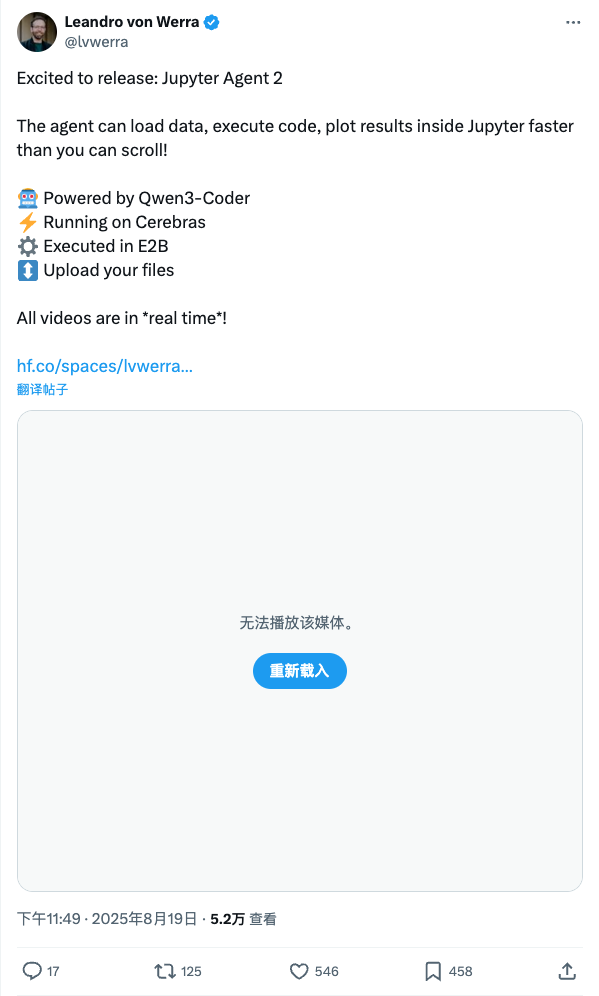 Leandro von Werra
@lvwerra
Excited to release: Jupyter Agent 2
The agent can load data, execute code, plot results inside Jupyter faster
than you can scroll!
🤖 Powered by Qwen3-Coder
⚡ Running on Cerebras
⚙️ Executed in E2B
↕️ Upload your files
All videos are in *real time*!
hf.co/spaces/lvwerra...
翻译帖子
无法播放该媒体。
重新载入
下午11:49 · 2025年8月19日 · 5.2万 查看
17 125 546 458